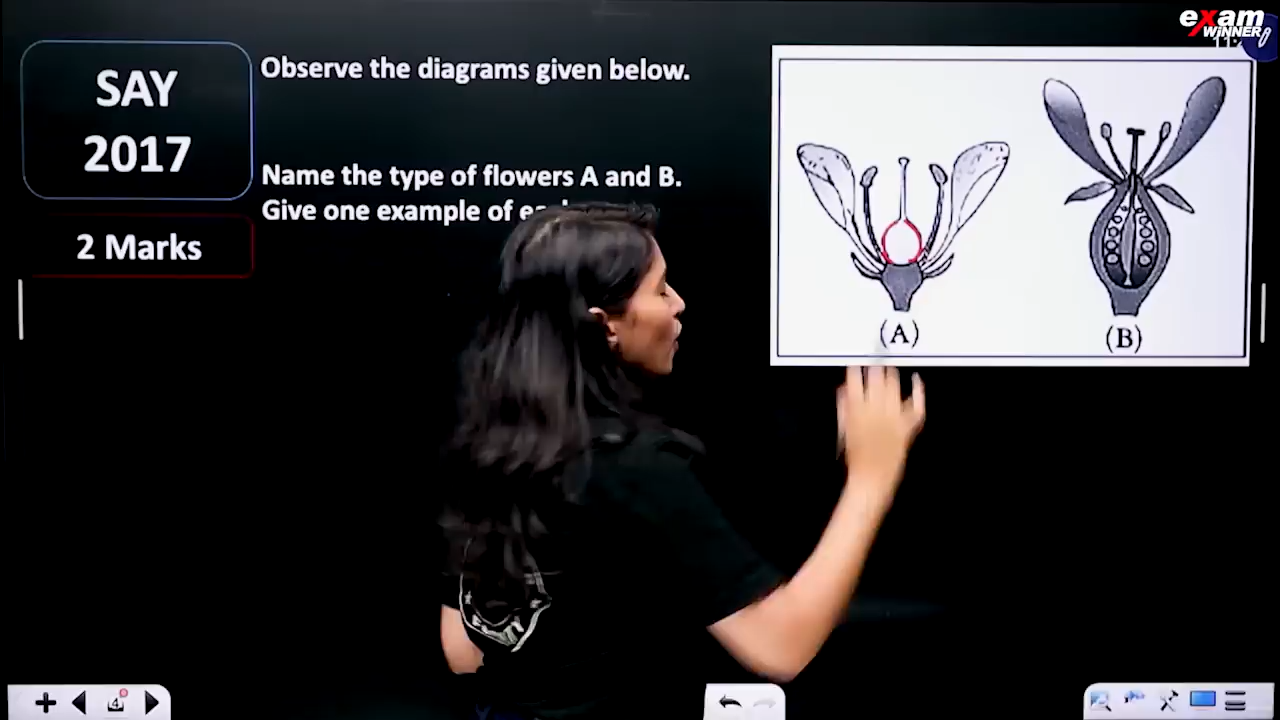 exam
WINNER
SAY
2017
2 Marks
Observe the diagrams given below.
Name the type of flowers A and B.
Give one example of
(A)
(B)